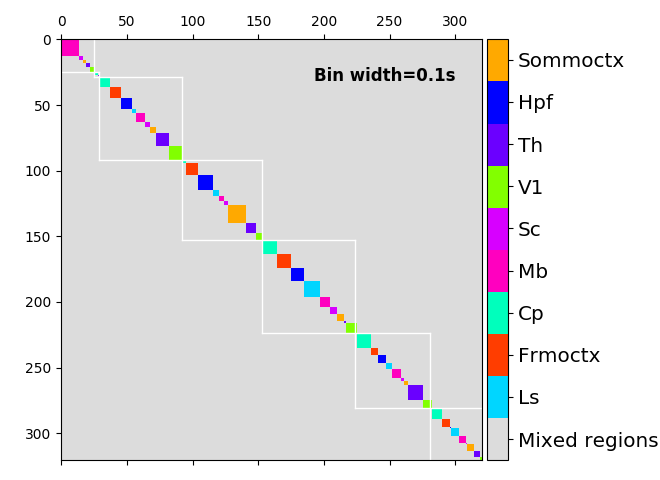 0 50 100 150 200 250 300
0
50
100
150
200
250
300
Bin width=0.1s
Sommoctx
Hpf
Th
V1
Sc
Mb
Cp
Frmoctx
Ls
Mixed regions